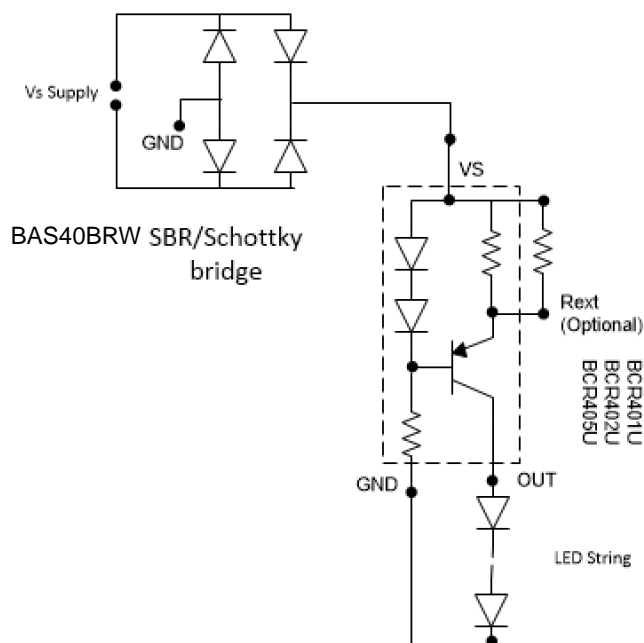 Vs Supply
GND
VS
BAS40BRW SBR/Schottky
bridge
Rext
(Optional)
BCR401U
BCR402U
BCR405U
GND
OUT
LED String